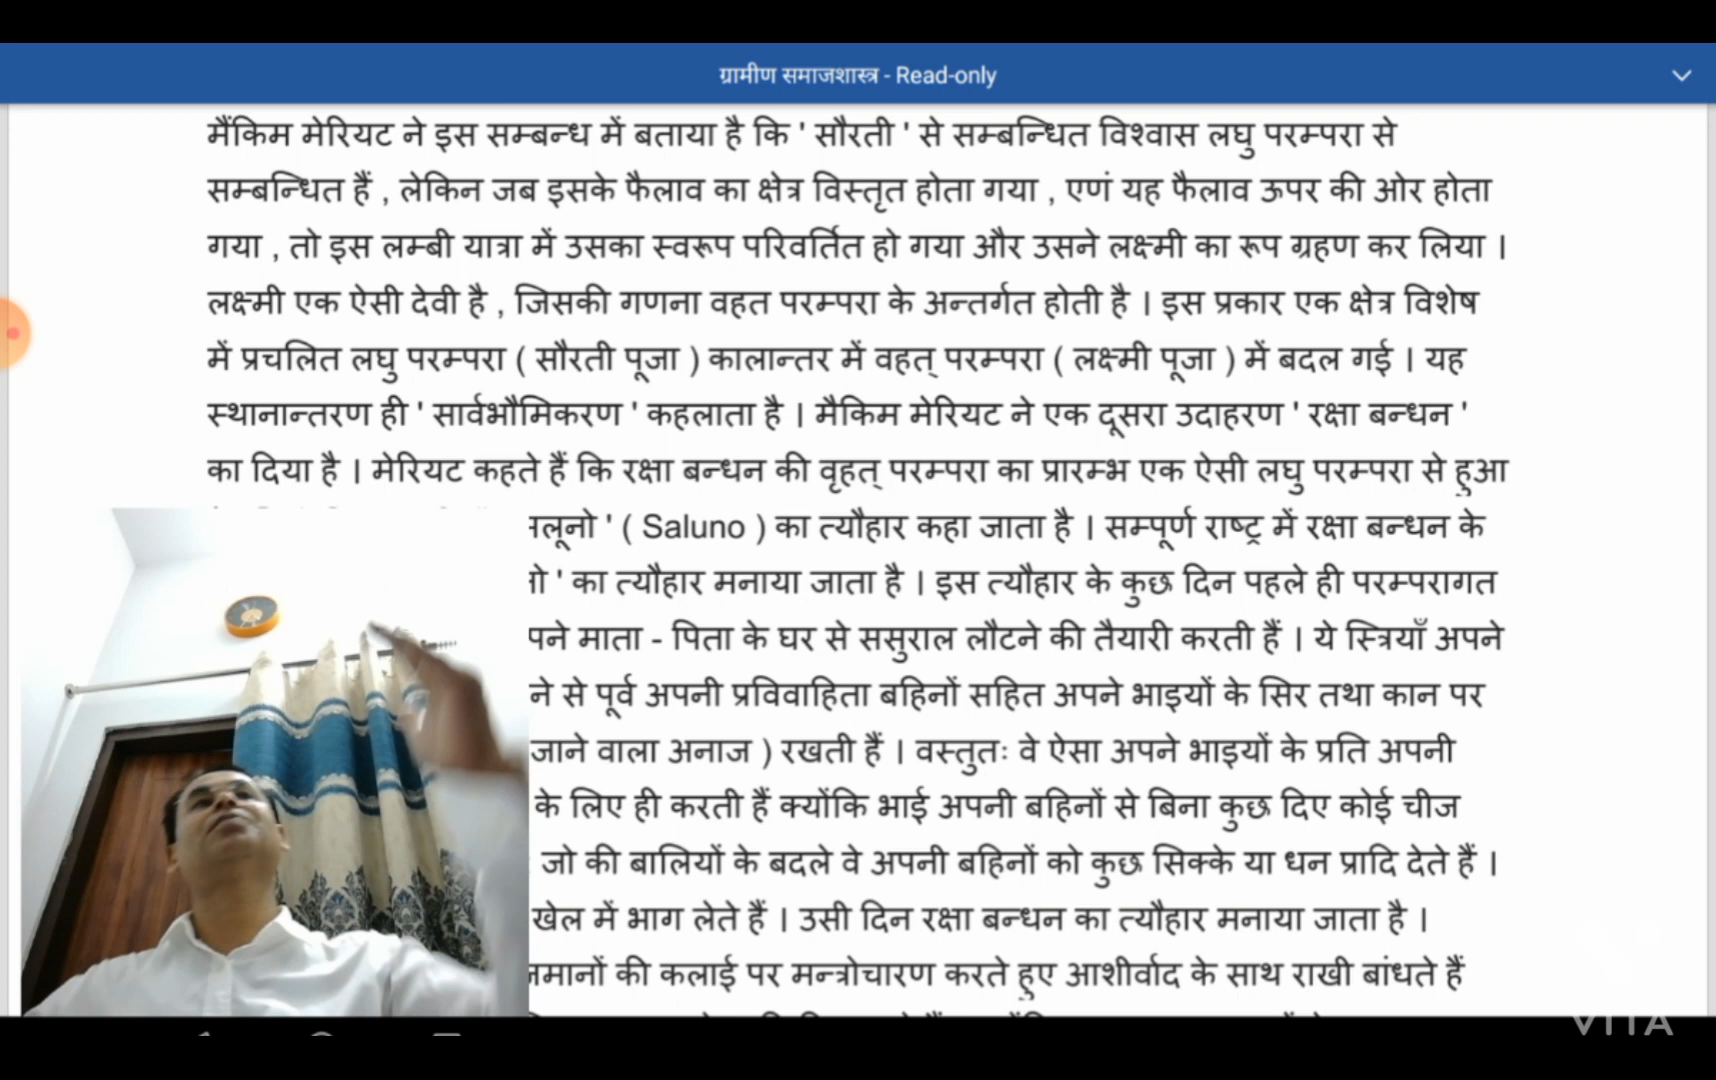 ग्रामीण समाजशास्त्र - Read-only
मैंकिम मेरियट ने इस सम्बन्ध में बताया है कि ' सौरती ' से सम्बन्धित विश्वास लघु परम्परा से
सम्बन्धित हैं , लेकिन जब इसके फैलाव का क्षेत्र विस्तृत होता गया , एणं यह फैलाव ऊपर की ओर होता
गया , तो इस लम्बी यात्रा में उसका स्वरूप परिवर्तित हो गया और उसने लक्ष्मी का रूप ग्रहण कर लिया ।
लक्ष्मी एक ऐसी देवी है , जिसकी गणना वहत परम्परा के अन्तर्गत होती है । इस प्रकार एक क्षेत्र विशेष
में प्रचलित लघु परम्परा ( सौरती पूजा ) कालान्तर में वहत् परम्परा ( लक्ष्मी पूजा ) में बदल गई । यह
स्थानान्तरण ही ' सार्वभौमिकरण ' कहलाता है । मैकिम मेरियट ने एक दूसरा उदाहरण ' रक्षा बन्धन '
का दिया है । मेरियट कहते हैं कि रक्षा बन्धन की वृहत् परम्परा का प्रारम्भ एक ऐसी लघु परम्परा से हुआ
लूनो ' ( Saluno ) का त्यौहार कहा जाता है । सम्पूर्ण राष्ट्र में रक्षा बन्धन के
' का त्यौहार मनाया जाता है । इस त्यौहार के कुछ दिन पहले ही परम्परागत
पने माता - पिता के घर से ससुराल लौटने की तैयारी करती हैं । ये स्त्रियाँ अपने
ने से पूर्व अपनी प्रविवाहिता बहिनों सहित अपने भाइयों के सिर तथा कान पर
जाने वाला अनाज ) रखती हैं । वस्तुतः वे ऐसा अपने भाइयों के प्रति अपनी
के लिए ही करती हैं क्योंकि भाई अपनी बहिनों से बिना कुछ दिए कोई चीज
जो की बालियों के बदले वे अपनी बहिनों को कुछ सिक्के या धन प्रादि देते हैं ।
खेल में भाग लेते हैं । उसी दिन रक्षा बन्धन का त्यौहार मनाया जाता है ।
जमानों की कलाई पर मन्त्रोचारण करते हुए आशीर्वाद के साथ राखी बांधते हैं
VITA